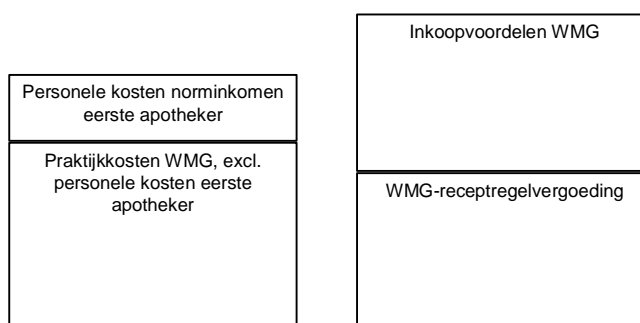 Personele kosten norminkomen
eerste apotheker
Praktijkkosten WMG, excl.
personele kosten eerste
apotheker
Inkoopvoordelen WMG
WMG-receptregelvergoeding